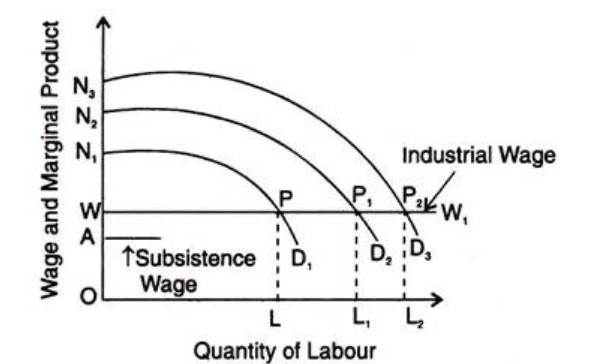 Wage and Marginal Product
N₃
N₂
N₁
W
A
O
Industrial Wage
P
P₁
P₂
W₁
↑Subsistence
Wage
D₁
D₂
D₃
L
L₁
L₂
Quantity of Labour